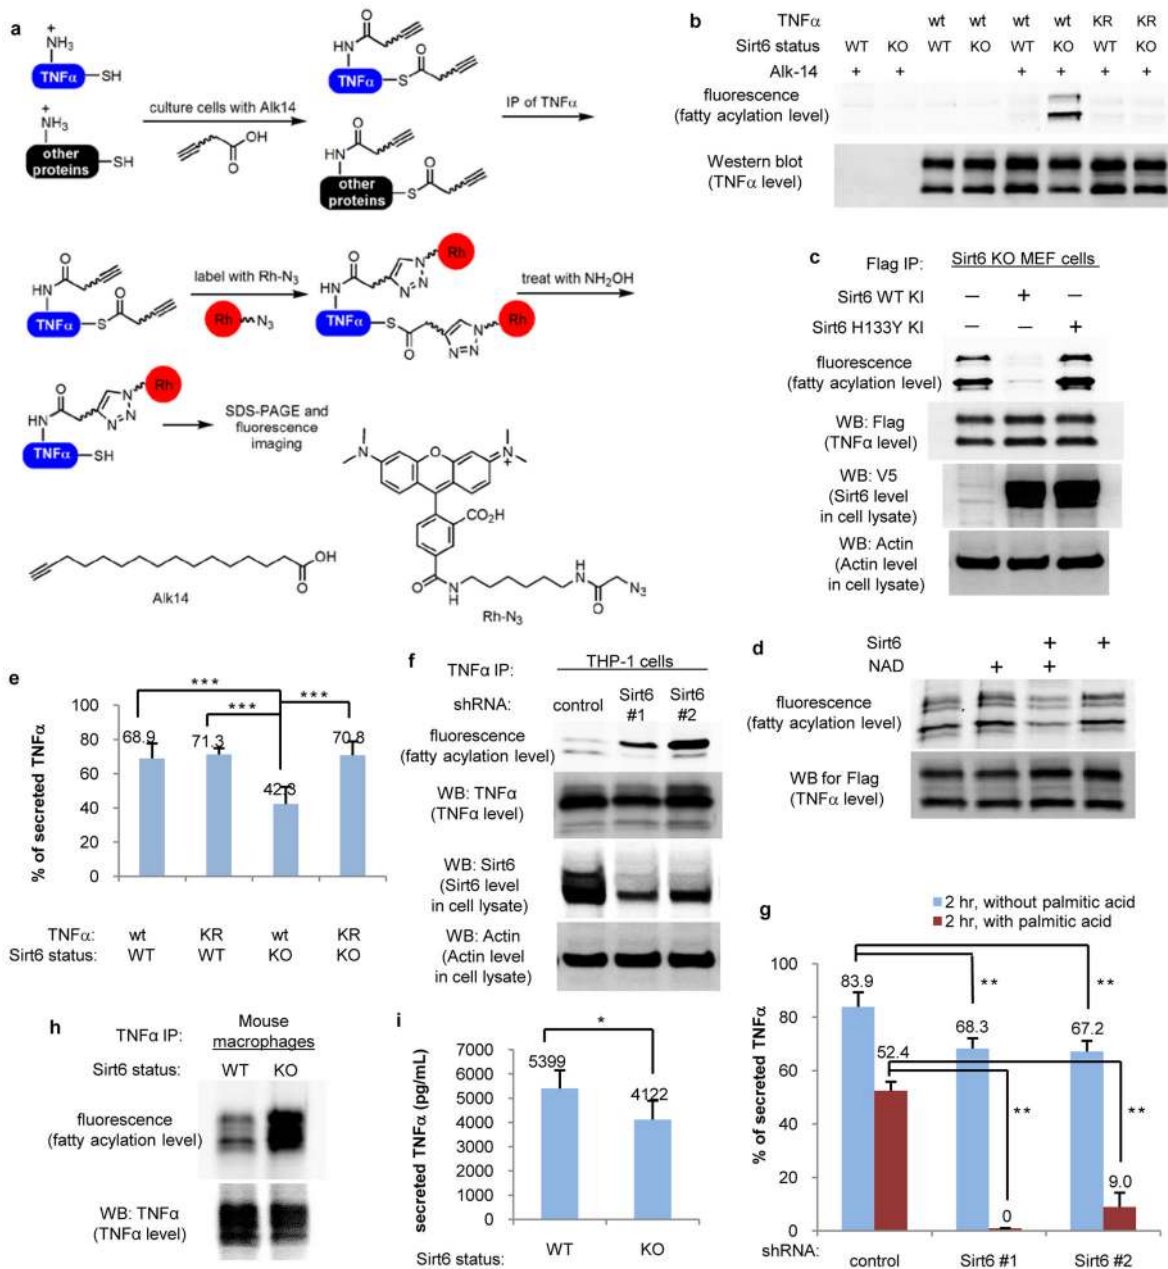 a
+
NH3
TNFα
SH
+
NH3
other
proteins
SH
culture cells with Alk14
O
OH
O
HN
TNFα
S
O
O
HN
other
proteins
S
O
IP of TNFα
O
HN
TNFα
S
O
label with Rh-N3
Rh
N3
O
HN
TNFα
S
O
N
N=N
Rh
N
N=N
Rh
treat with NH2OH
O
HN
TNFα
SH
N
N=N
Rh
SDS-PAGE and
fluorescence
imaging
N
O
N
+
CO2H
O
N
H
H
N
O
N3
Rh-N3
O
OH
Alk14
b
TNFα wt wt wt wt KR KR
Sirt6 status WT KO WT KO WT KO WT KO
Alk-14 + + + + + +
fluorescence
(fatty acylation level)
Western blot
(TNFα level)
c
Flag IP: Sirt6 KO MEF cells
Sirt6 WT KI — + —
Sirt6 H133Y KI — — +
fluorescence
(fatty acylation level)
WB: Flag
(TNFα level)
WB: V5
(Sirt6 level
in cell lysate)
WB: Actin
(Actin level
in cell lysate)
d
Sirt6 + +
NAD + +
fluorescence
(fatty acylation level)
WB for Flag
(TNFα level)
e
% of secreted TNFα
100
80
60
40
20
0
68.9
71.3
42.3
70.8
***
***
***
TNFα: wt KR wt KR
Sirt6 status: WT WT KO KO
f
TNFα IP: THP-1 cells
shRNA: control Sirt6 Sirt6
#1 #2
fluorescence
(fatty acylation level)
WB: TNFα
(TNFα level)
WB: Sirt6
(Sirt6 level
in cell lysate)
WB: Actin
(Actin level
in cell lysate)
g
2 hr, without palmitic acid
2 hr, with palmitic acid
% of secreted TNFα
100
80
60
40
20
0
83.9
52.4
68.3
0
67.2
9.0
**
**
**
**
shRNA: control Sirt6 #1 Sirt6 #2
h
TNFα IP: Mouse
macrophages
Sirt6 status: WT KO
fluorescence
(fatty acylation level)
WB: TNFα
(TNFα level)
i
secreted TNFα (pg/mL)
7000
6000
5000
4000
3000
2000
1000
0
5399
4122
*
Sirt6 status: WT KO